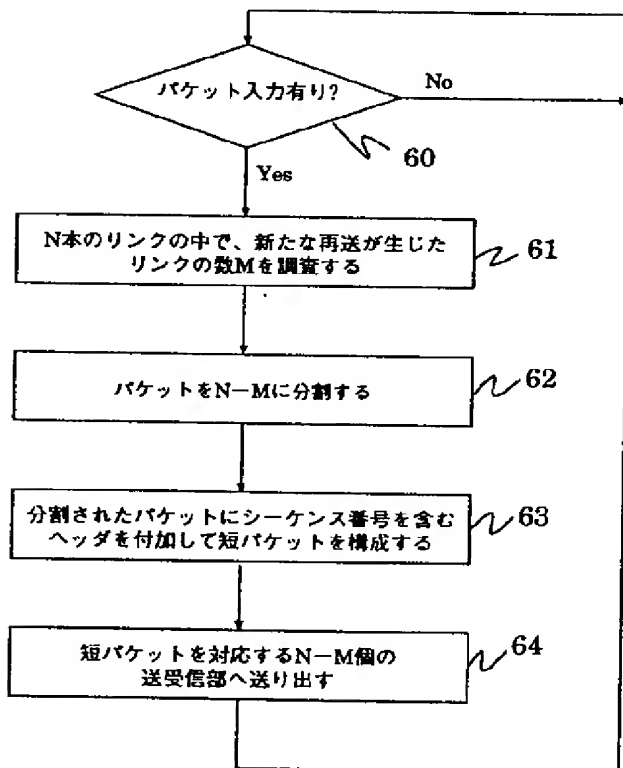 パケット入力有り?
No
60
Yes
N本のリンクの中で、新たな再送が生じた
リンクの数Mを調査する
61
パケットをN－Mに分割する
62
分割されたパケットにシーケンス番号を含む
ヘッダを付加して短パケットを構成する
63
短パケットを対応するN－M個の
送受信部へ送り出す
64